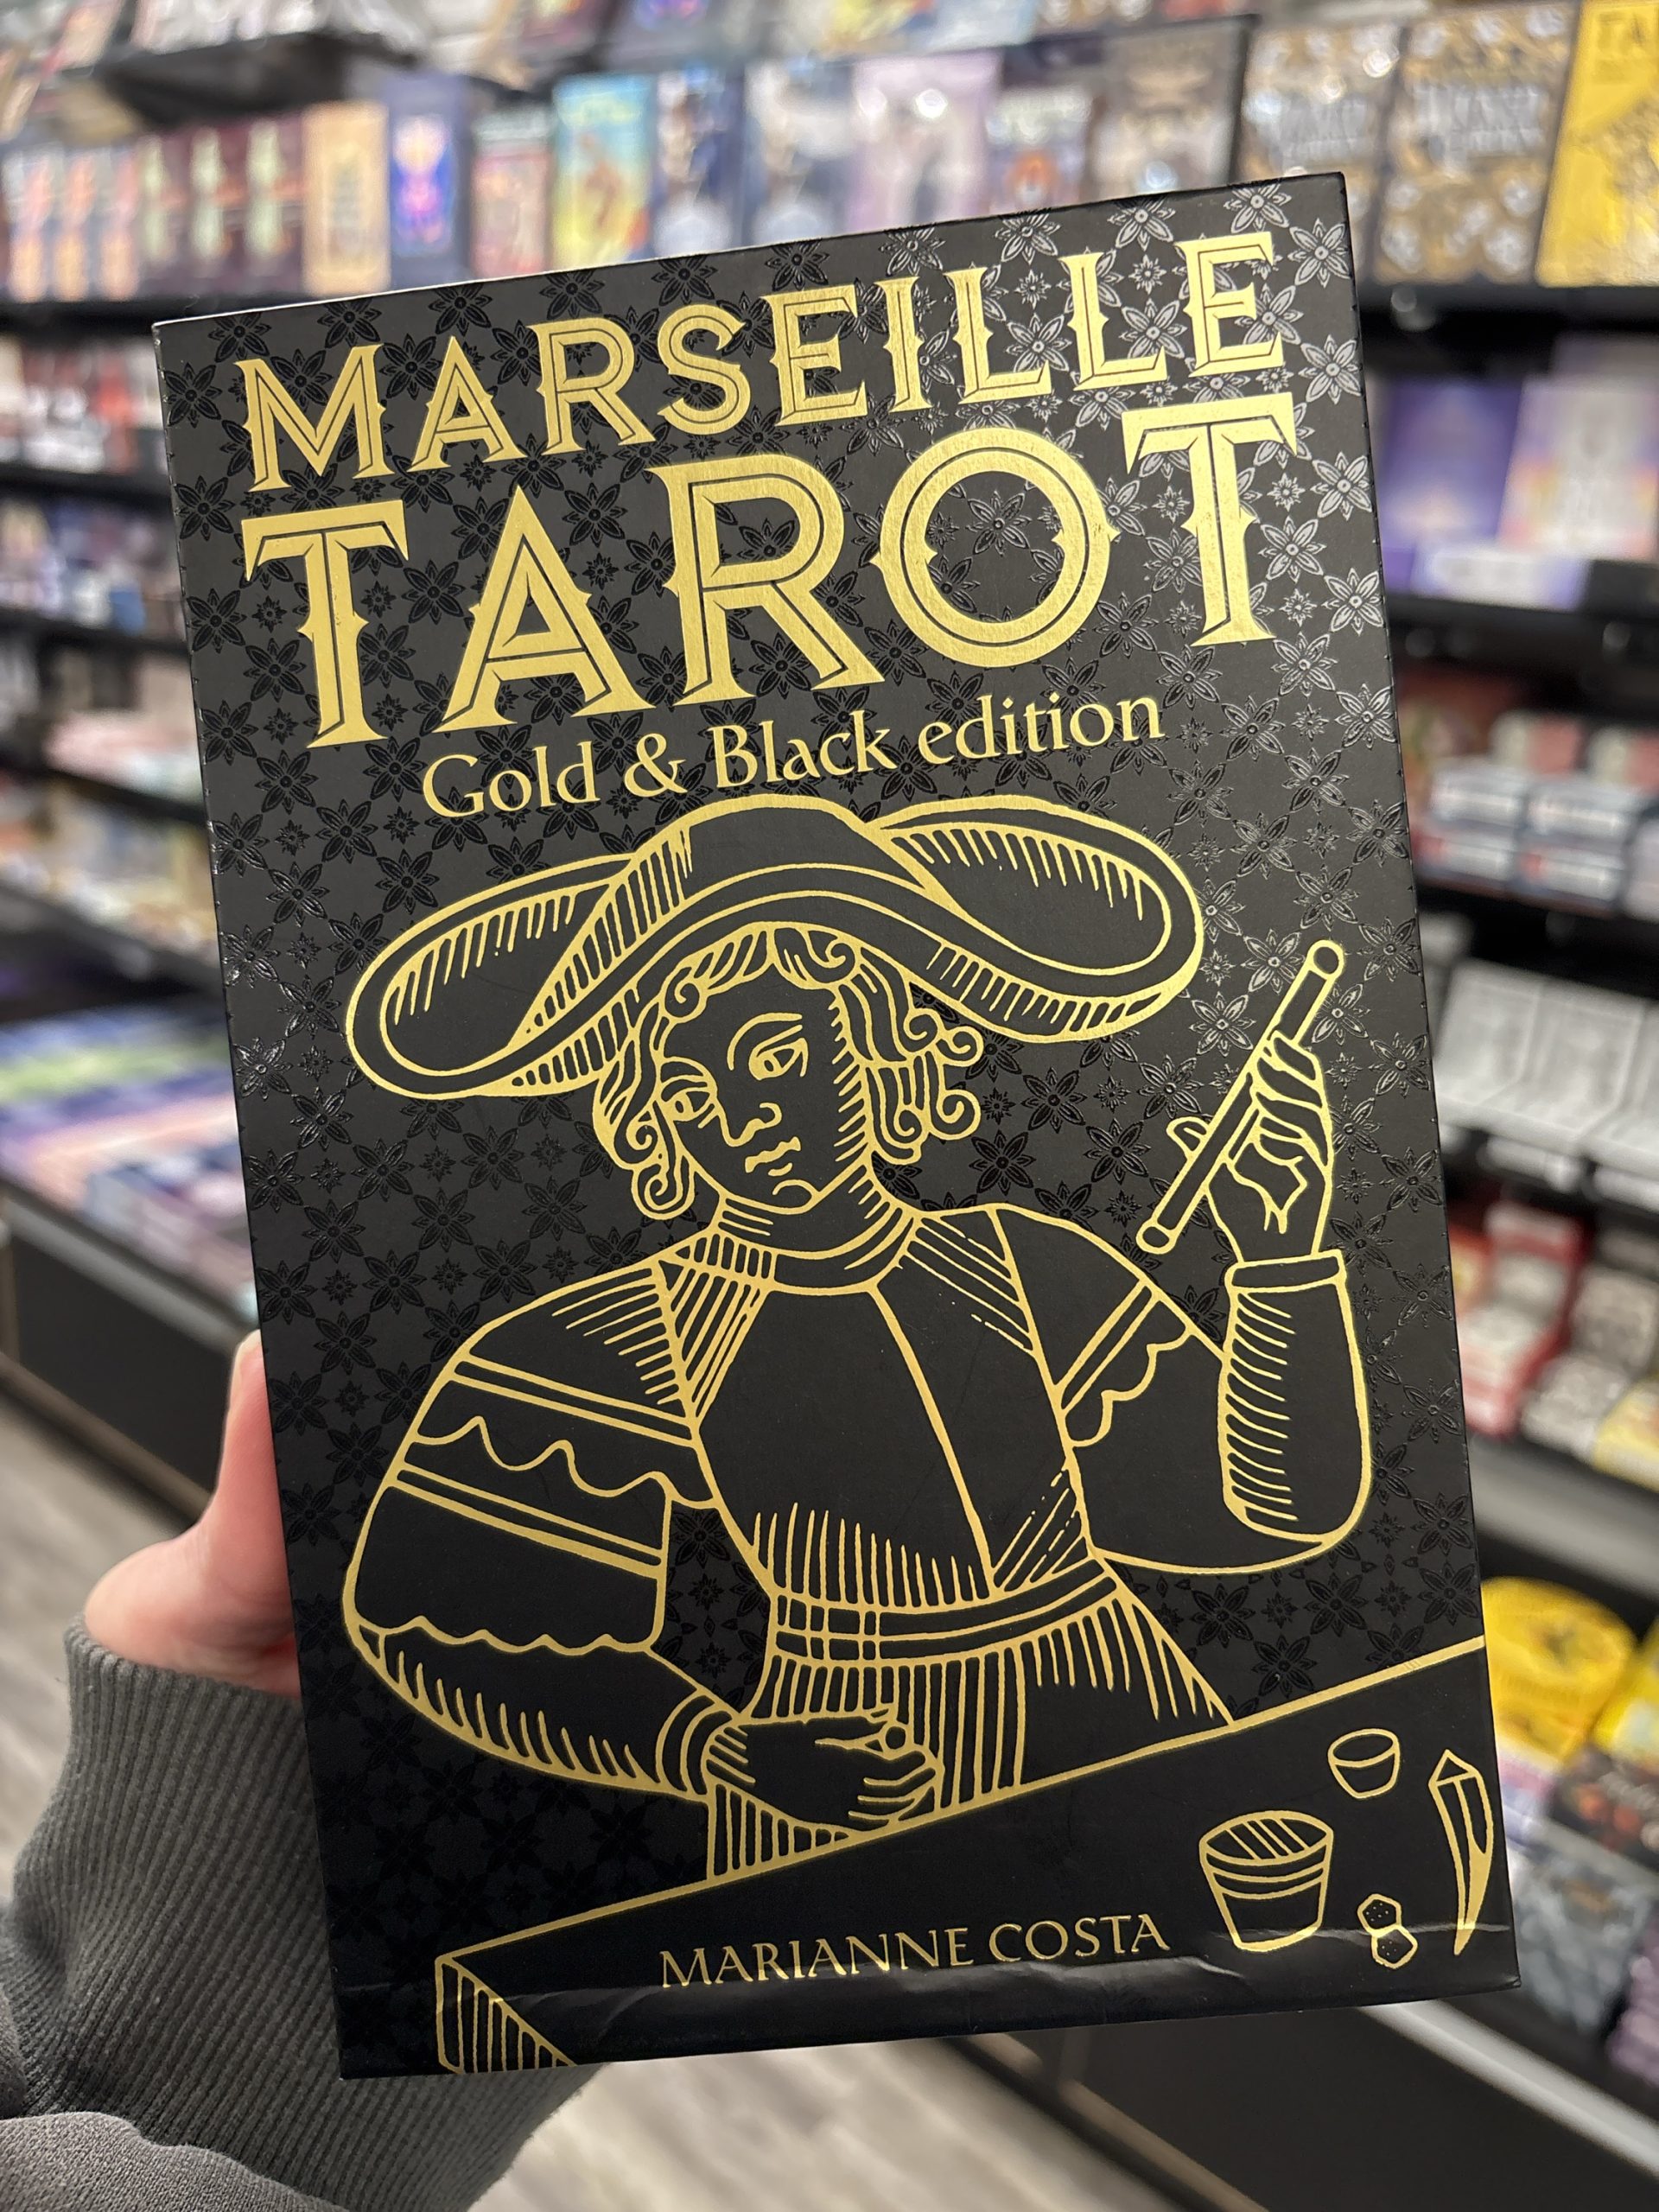 MARSEILLE
TAROT
Gold & Black edition
MARIANNE COSTA